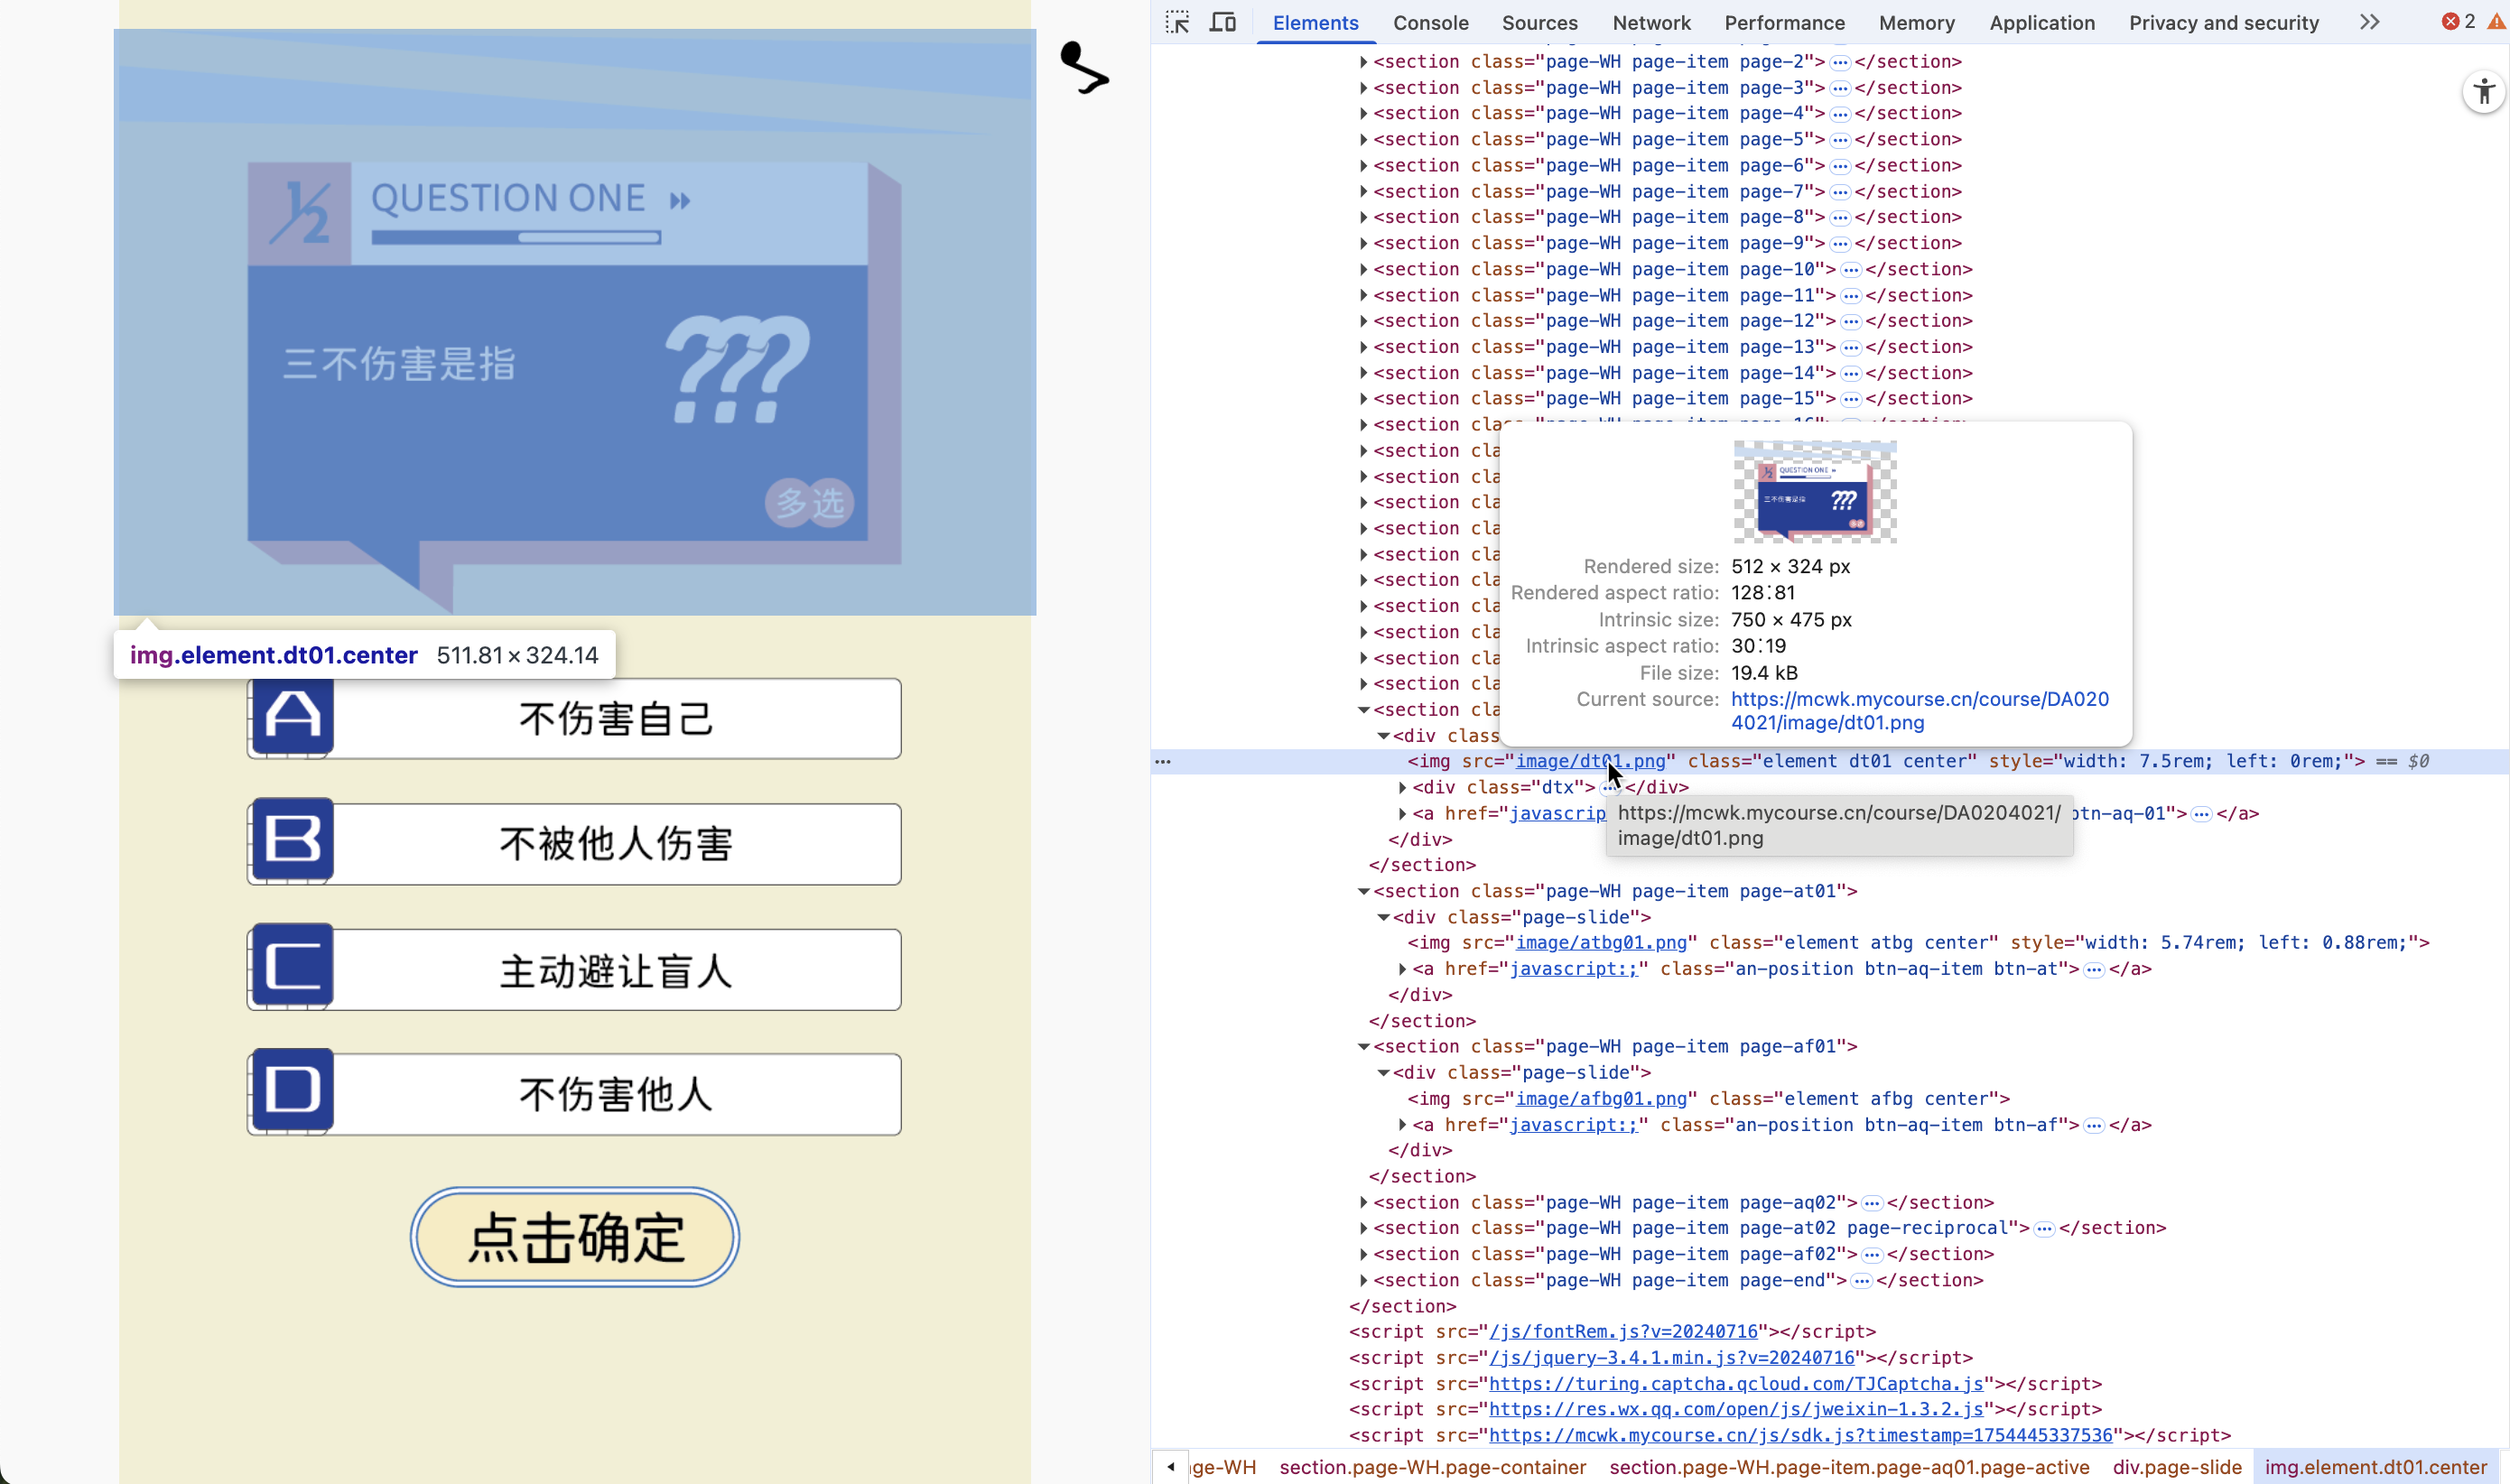 ½ QUESTION ONE
三不伤害是指
???
多选
img.element.dt01.center 511.81 × 324.14
A 不伤害自己
B 不被他人伤害
C 主动避让盲人
D 不伤害他人
点击确定
Elements Console Sources Network Performance Memory Application Privacy and security 2
<section class="page-WH page-item page-2">…</section>
<section class="page-WH page-item page-3">…</section>
<section class="page-WH page-item page-4">…</section>
<section class="page-WH page-item page-5">…</section>
<section class="page-WH page-item page-6">…</section>
<section class="page-WH page-item page-7">…</section>
<section class="page-WH page-item page-8">…</section>
<section class="page-WH page-item page-9">…</section>
<section class="page-WH page-item page-10">…</section>
<section class="page-WH page-item page-11">…</section>
<section class="page-WH page-item page-12">…</section>
<section class="page-WH page-item page-13">…</section>
<section class="page-WH page-item page-14">…</section>
<section class="page-WH page-item page-15">…</section>
<section cla
<section cla
<section cla
<section cla
<section cla
<section cla
<section cla
<section cla
<section cla
<section cla
<section cla
<section cla
QUESTION ONE
三不伤害是指
???
Rendered size: 512 × 324 px
Rendered aspect ratio: 128:81
Intrinsic size: 750 × 475 px
Intrinsic aspect ratio: 30:19
File size: 19.4 kB
Current source: https://mcwk.mycourse.cn/course/DA020
4021/image/dt01.png
<div class
… <img src="image/dt01.png" class="element dt01 center" style="width: 7.5rem; left: 0rem;"> == $0
<div class="dtx">…</div>
<a href="javascrip btn-aq-01">…</a>
https://mcwk.mycourse.cn/course/DA0204021/
image/dt01.png
</div>
</section>
<section class="page-WH page-item page-at01">
<div class="page-slide">
<img src="image/atbg01.png" class="element atbg center" style="width: 5.74rem; left: 0.88rem;">
<a href="javascript:;" class="an-position btn-aq-item btn-at">…</a>
</div>
</section>
<section class="page-WH page-item page-af01">
<div class="page-slide">
<img src="image/afbg01.png" class="element afbg center">
<a href="javascript:;" class="an-position btn-aq-item btn-af">…</a>
</div>
</section>
<section class="page-WH page-item page-aq02">…</section>
<section class="page-WH page-item page-at02 page-reciprocal">…</section>
<section class="page-WH page-item page-af02">…</section>
<section class="page-WH page-item page-end">…</section>
</section>
<script src="/js/fontRem.js?v=20240716"></script>
<script src="/js/jquery-3.4.1.min.js?v=20240716"></script>
<script src="https://turing.captcha.qcloud.com/TJCaptcha.js"></script>
<script src="https://res.wx.qq.com/open/js/jweixin-1.3.2.js"></script>
<script src="https://mcwk.mycourse.cn/js/sdk.js?timestamp=1754445337536"></script>
ge-WH section.page-WH.page-container section.page-WH.page-item.page-aq01.page-active div.page-slide img.element.dt01.center